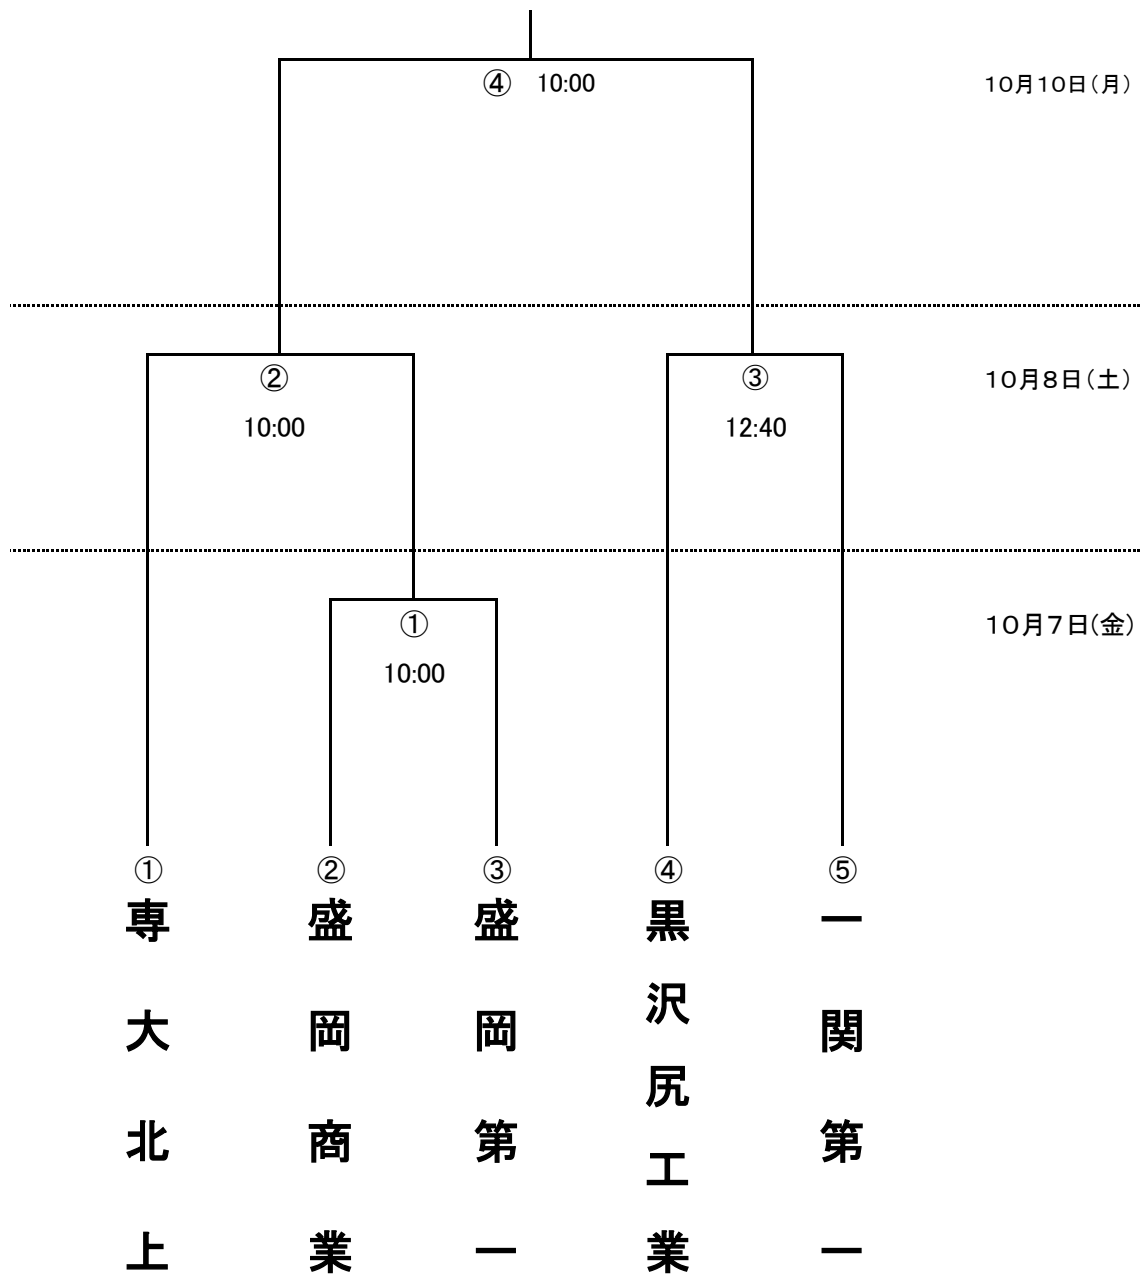 ④ 10:00 10月10日(月)
② ③ 10月8日(土)
10:00 12:40
① 10月7日(金)
10:00
① ② ③ ④ ⑤
専大北上
盛岡商業
盛岡第一
黒沢尻工業
一関第一